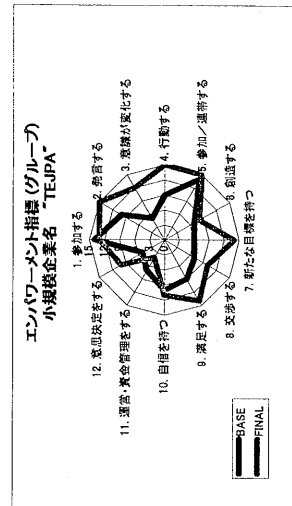 エンパワーメント指標 (グループ)
小規模企業名 "TEJPA"
1. 参加する
2. 発言する
3. 意識が変化する
4. 行動する
5. 参加／連帯する
6. 創造する
7. 新たな目標を持つ
8. 交渉する
9. 満足する
10. 自信を持つ
11. 運営・資金管理をする
12. 意思決定をする
15
BASE
FINAL